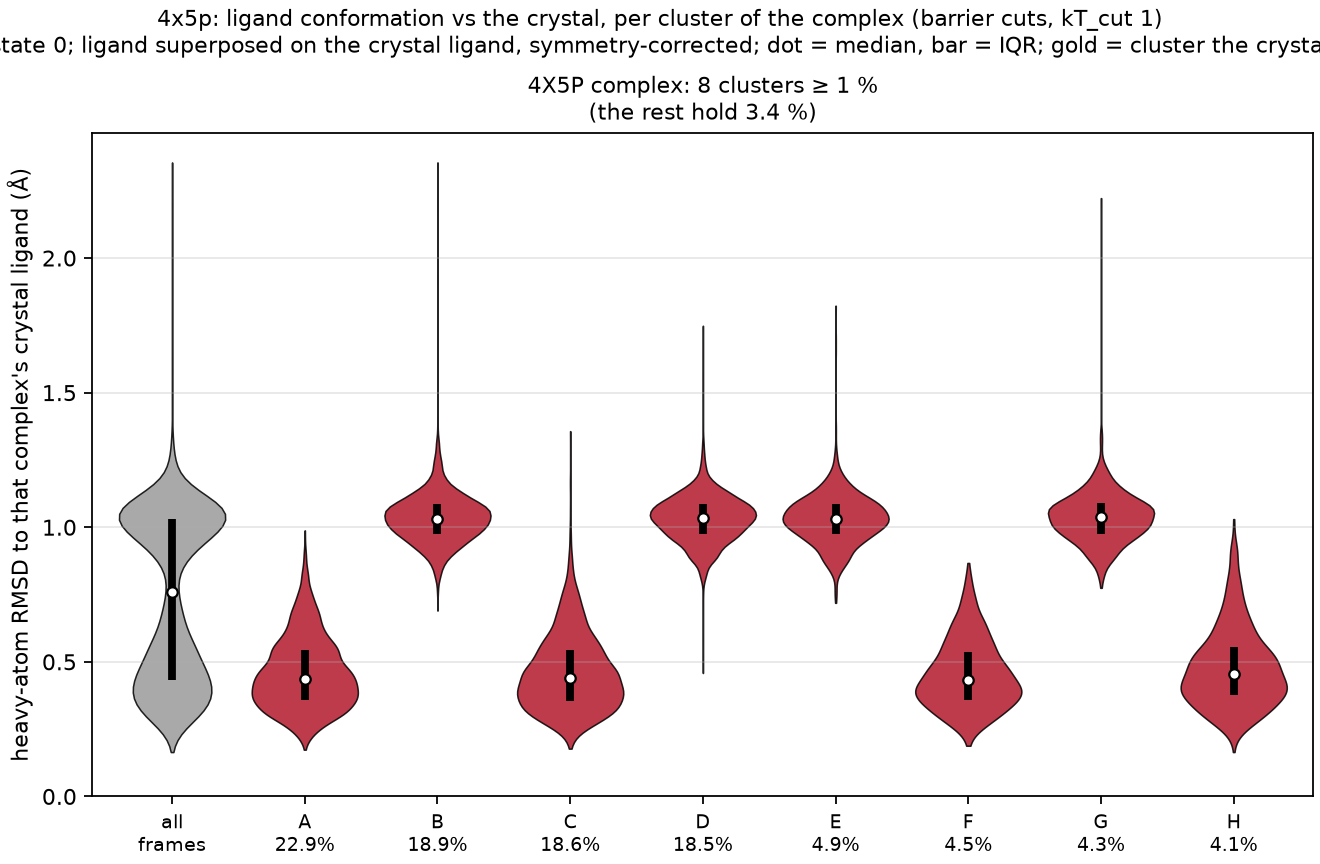 4x5p: ligand conformation vs the crystal, per cluster of the complex (barrier cuts, kT_cut 1)
state 0; ligand superposed on the crystal ligand, symmetry-corrected; dot = median, bar = IQR; gold = cluster the crysta
4X5P complex: 8 clusters ≥ 1 %
(the rest hold 3.4 %)
heavy-atom RMSD to that complex's crystal ligand (Å)
2.0
1.5
1.0
0.5
0.0
all A B C D E F G H
frames 22.9% 18.9% 18.6% 18.5% 4.9% 4.5% 4.3% 4.1%